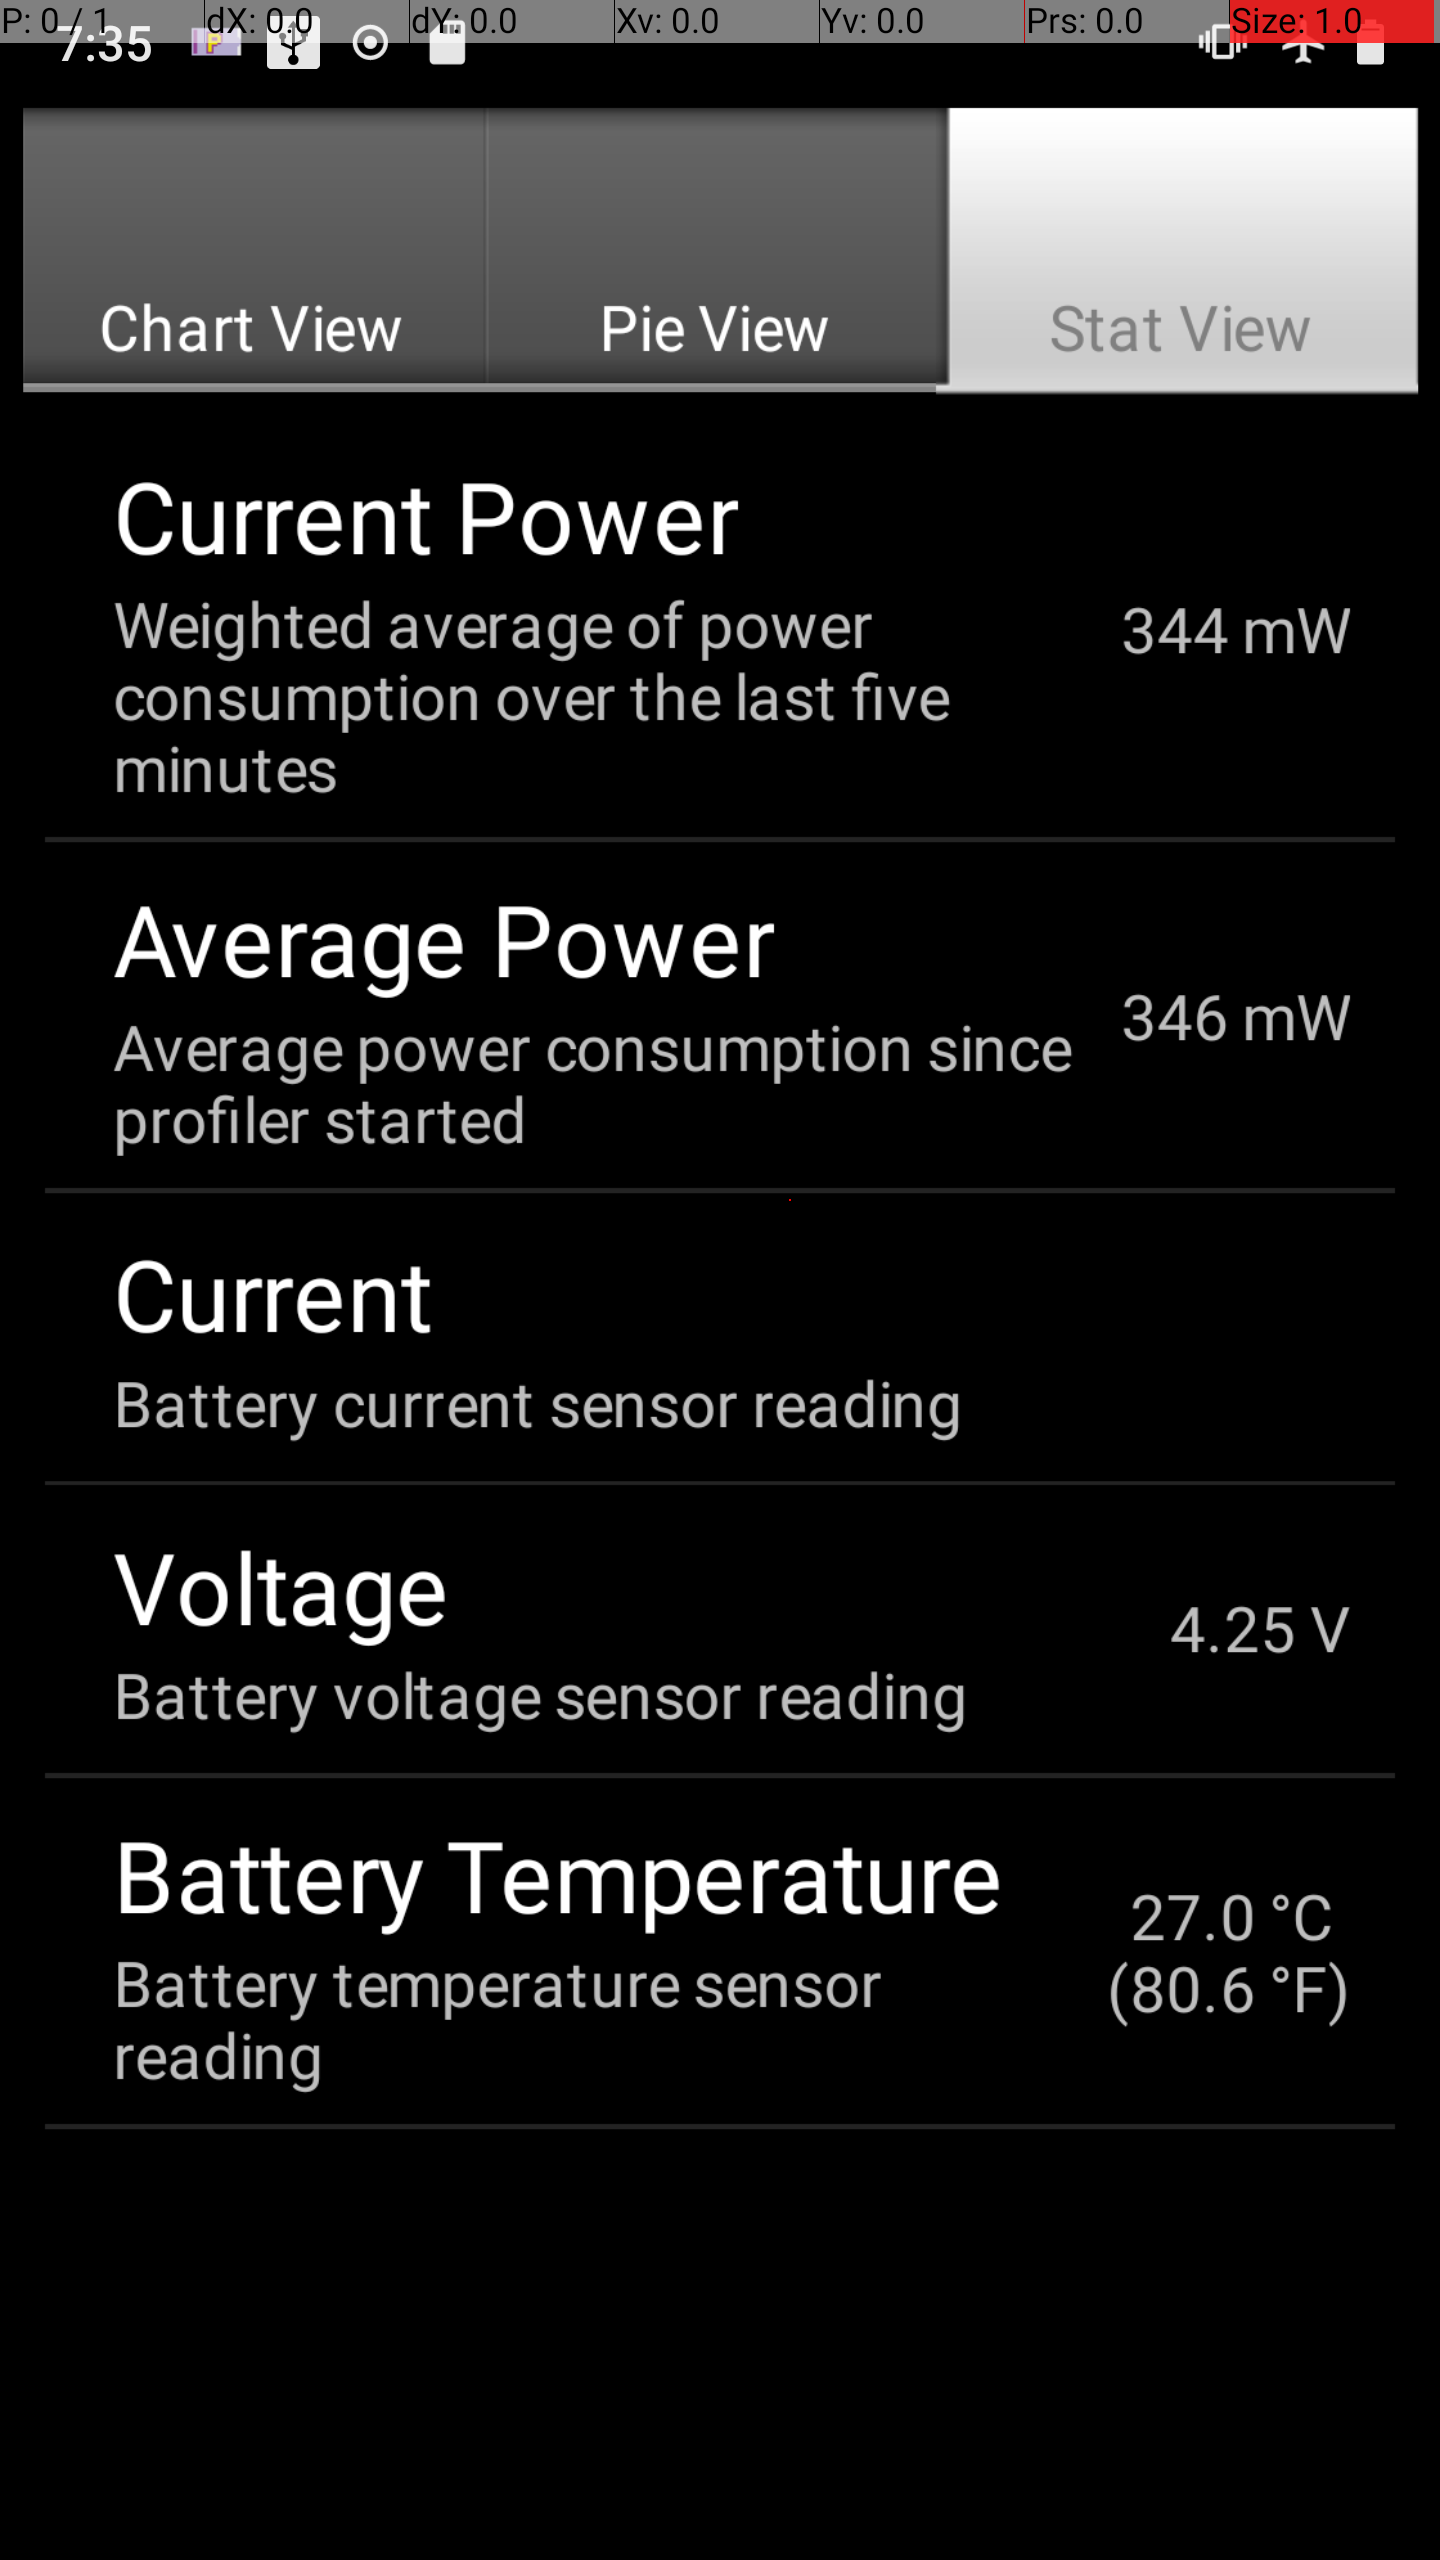 P: 0 / 1 dX: 0.0 dY: 0.0 Xv: 0.0 Yv: 0.0 Prs: 0.0 Size: 1.0
7:35 P
Chart View Pie View Stat View
Current Power
Weighted average of power
consumption over the last five
minutes
344 mW
Average Power
Average power consumption since
profiler started
346 mW
Current
Battery current sensor reading
Voltage
Battery voltage sensor reading
4.25 V
Battery Temperature
Battery temperature sensor
reading
27.0 °C
(80.6 °F)